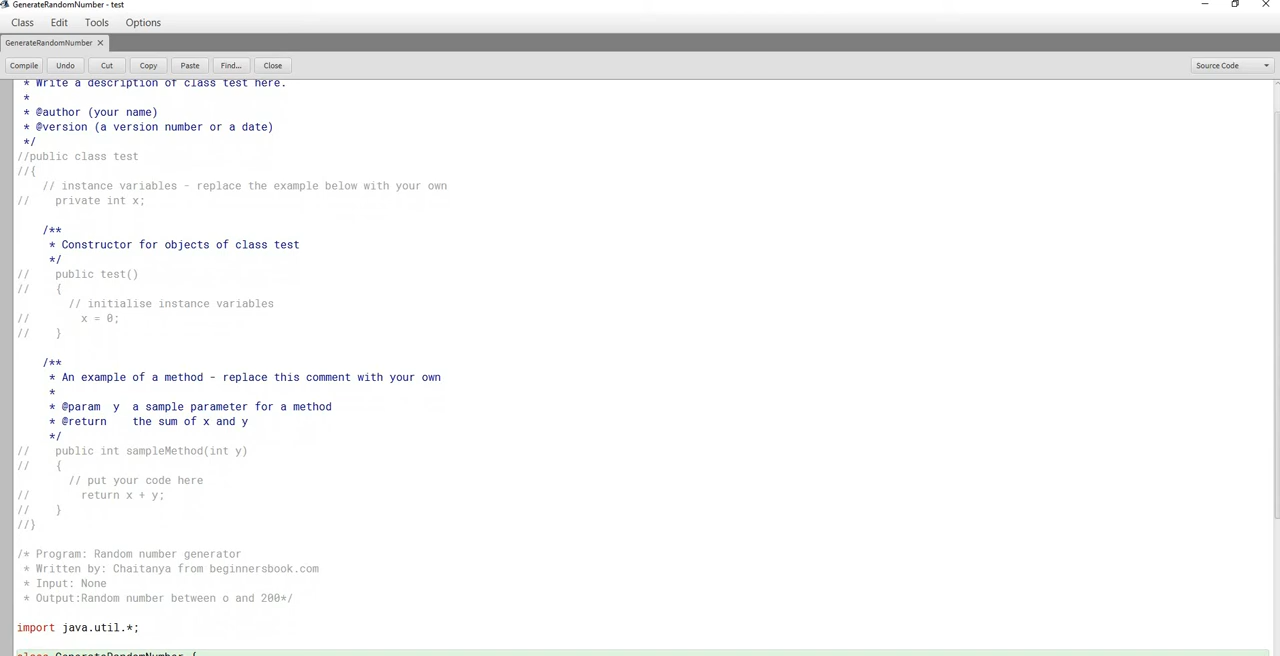 GenerateRandomNumber - test
Class Edit Tools Options
GenerateRandomNumber
Compile Undo Cut Copy Paste Find... Close Source Code
* Write a description of class test here.
*
* @author (your name)
* @version (a version number or a date)
*/
//public class test
//{
// instance variables - replace the example below with your own
// private int x;
/**
* Constructor for objects of class test
*/
// public test()
// {
// initialise instance variables
// x = 0;
// }
/**
* An example of a method - replace this comment with your own
*
* @param y a sample parameter for a method
* @return the sum of x and y
*/
// public int sampleMethod(int y)
// {
// put your code here
// return x + y;
// }
//}
/* Program: Random number generator
* Written by: Chaitanya from beginnersbook.com
* Input: None
* Output:Random number between o and 200*/
import java.util.*;
class GenerateRandomNumber {